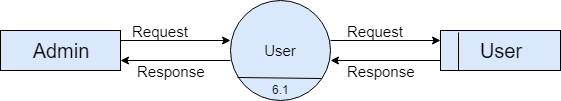 Admin
Request
Response
User
6.1
Request
Response
User